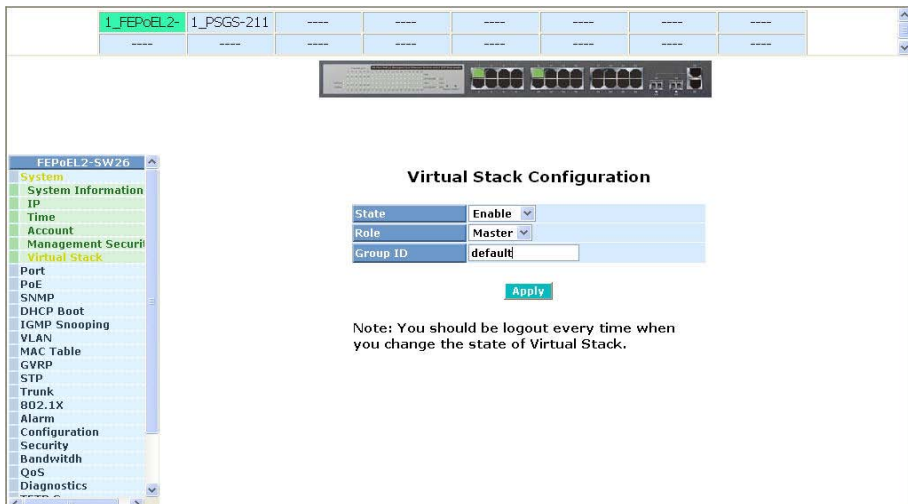 1_FEPoEL2- 1_PSGS-211 ---- ---- ---- ---- ---- ----
---- ---- ---- ---- ---- ---- ---- ----
FEPoEL2-SW26
System
System Information
IP
Time
Account
Management Securit
Virtual Stack
Port
PoE
SNMP
DHCP Boot
IGMP Snooping
VLAN
MAC Table
GVRP
STP
Trunk
802.1X
Alarm
Configuration
Security
Bandwitdh
QoS
Diagnostics
Virtual Stack Configuration
State Enable
Role Master
Group ID default
Apply
Note: You should be logout every time when
you change the state of Virtual Stack.